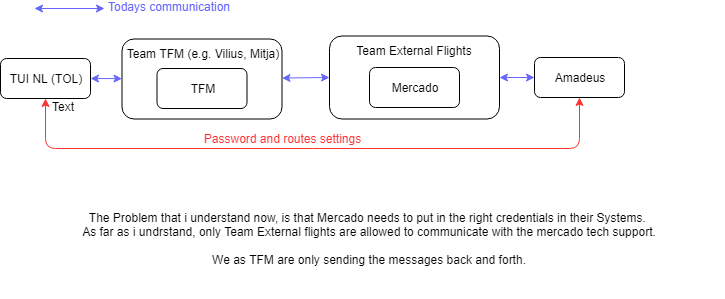 Todays communication
Team TFM (e.g. Vilius, Mitja)
Team External Flights
TUI NL (TOL)
TFM
Mercado
Amadeus
Text
Password and routes settings
The Problem that i understand now, is that Mercado needs to put in the right credentials in their Systems.
As far as i undrstand, only Team External flights are allowed to communicate with the mercado tech support.
We as TFM are only sending the messages back and forth.